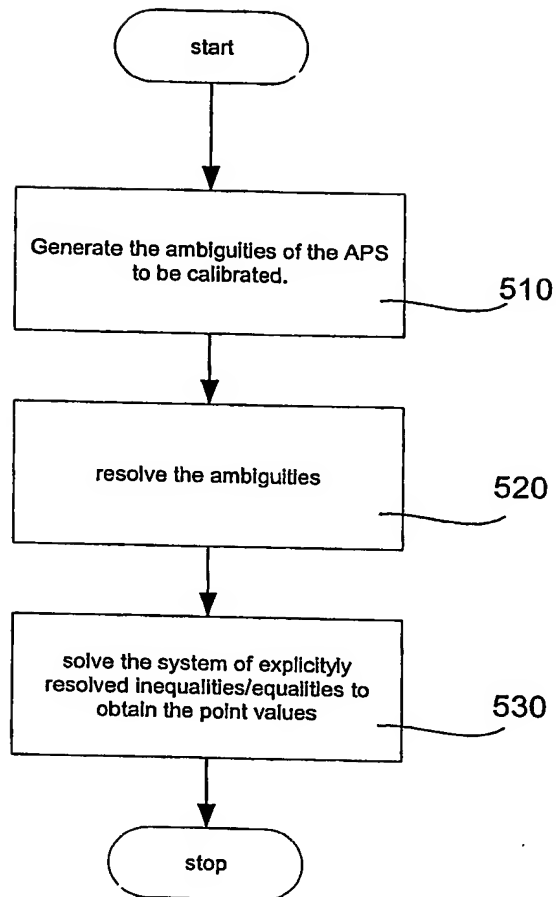 start
Generate the ambiguities of the APS
to be calibrated.
510
resolve the ambiguities
520
solve the system of explicityly
resolved inequalities/equalities to
obtain the point values
530
stop